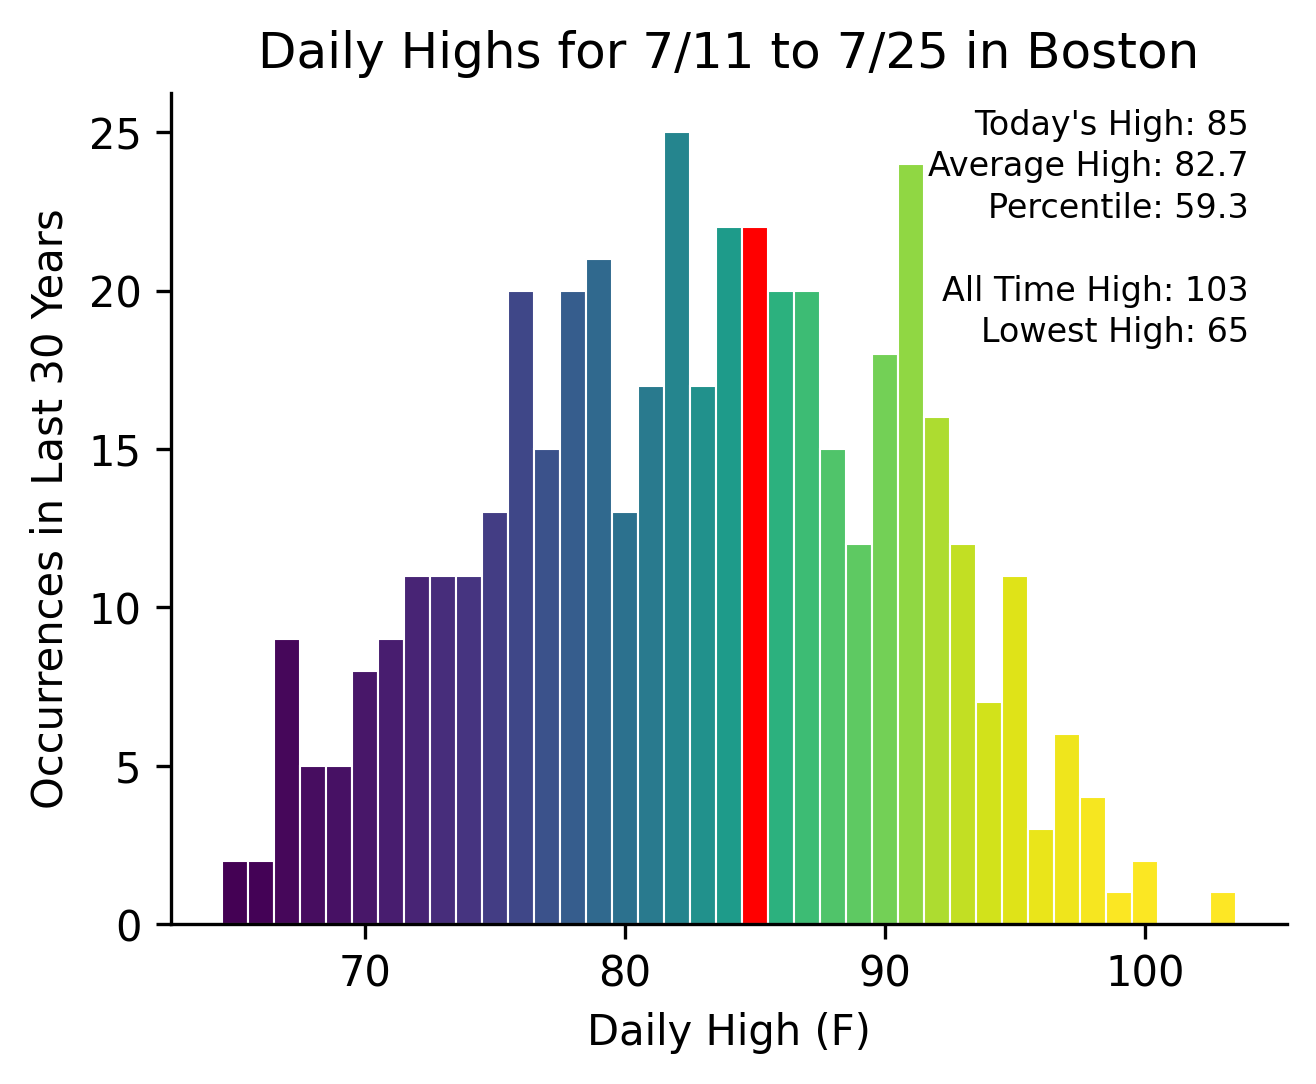 Daily Highs for 7/11 to 7/25 in Boston
Today's High: 85
Average High: 82.7
Percentile: 59.3
All Time High: 103
Lowest High: 65
Occurrences in Last 30 Years
25
20
15
10
5
0
70 80 90 100
Daily High (F)